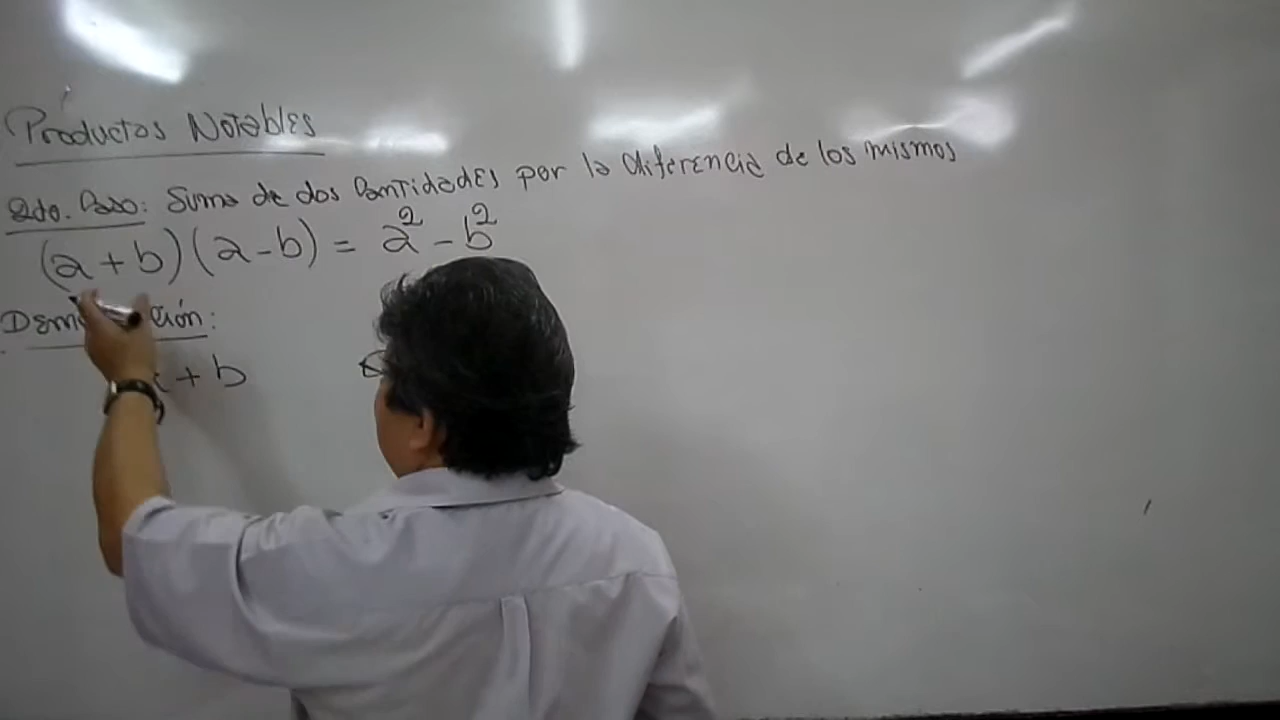 Productos Notables
2do. Caso: Suma de dos Cantidades por la diferencia de los mismos
(a + b)(a - b) = a² - b²
+ b